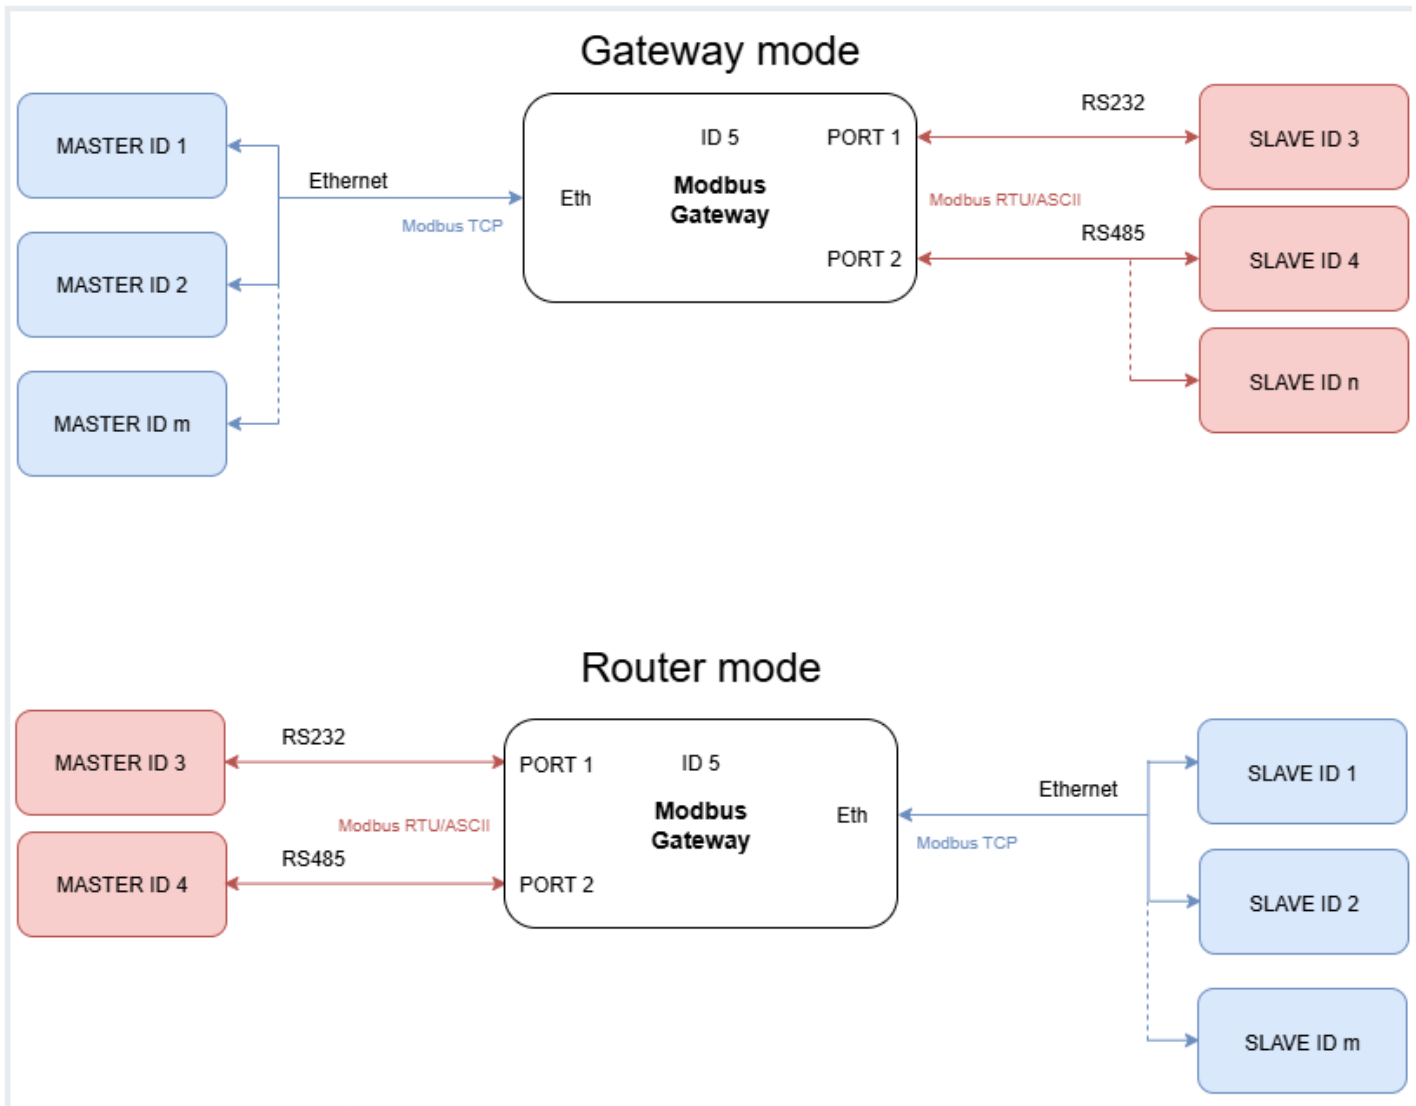 Gateway mode
MASTER ID 1
MASTER ID 2
MASTER ID m
Ethernet
Modbus TCP
Eth
ID 5
Modbus
Gateway
PORT 1
PORT 2
RS232
Modbus RTU/ASCII
RS485
SLAVE ID 3
SLAVE ID 4
SLAVE ID n
Router mode
MASTER ID 3
MASTER ID 4
RS232
Modbus RTU/ASCII
RS485
PORT 1
PORT 2
ID 5
Modbus
Gateway
Eth
Ethernet
Modbus TCP
SLAVE ID 1
SLAVE ID 2
SLAVE ID m